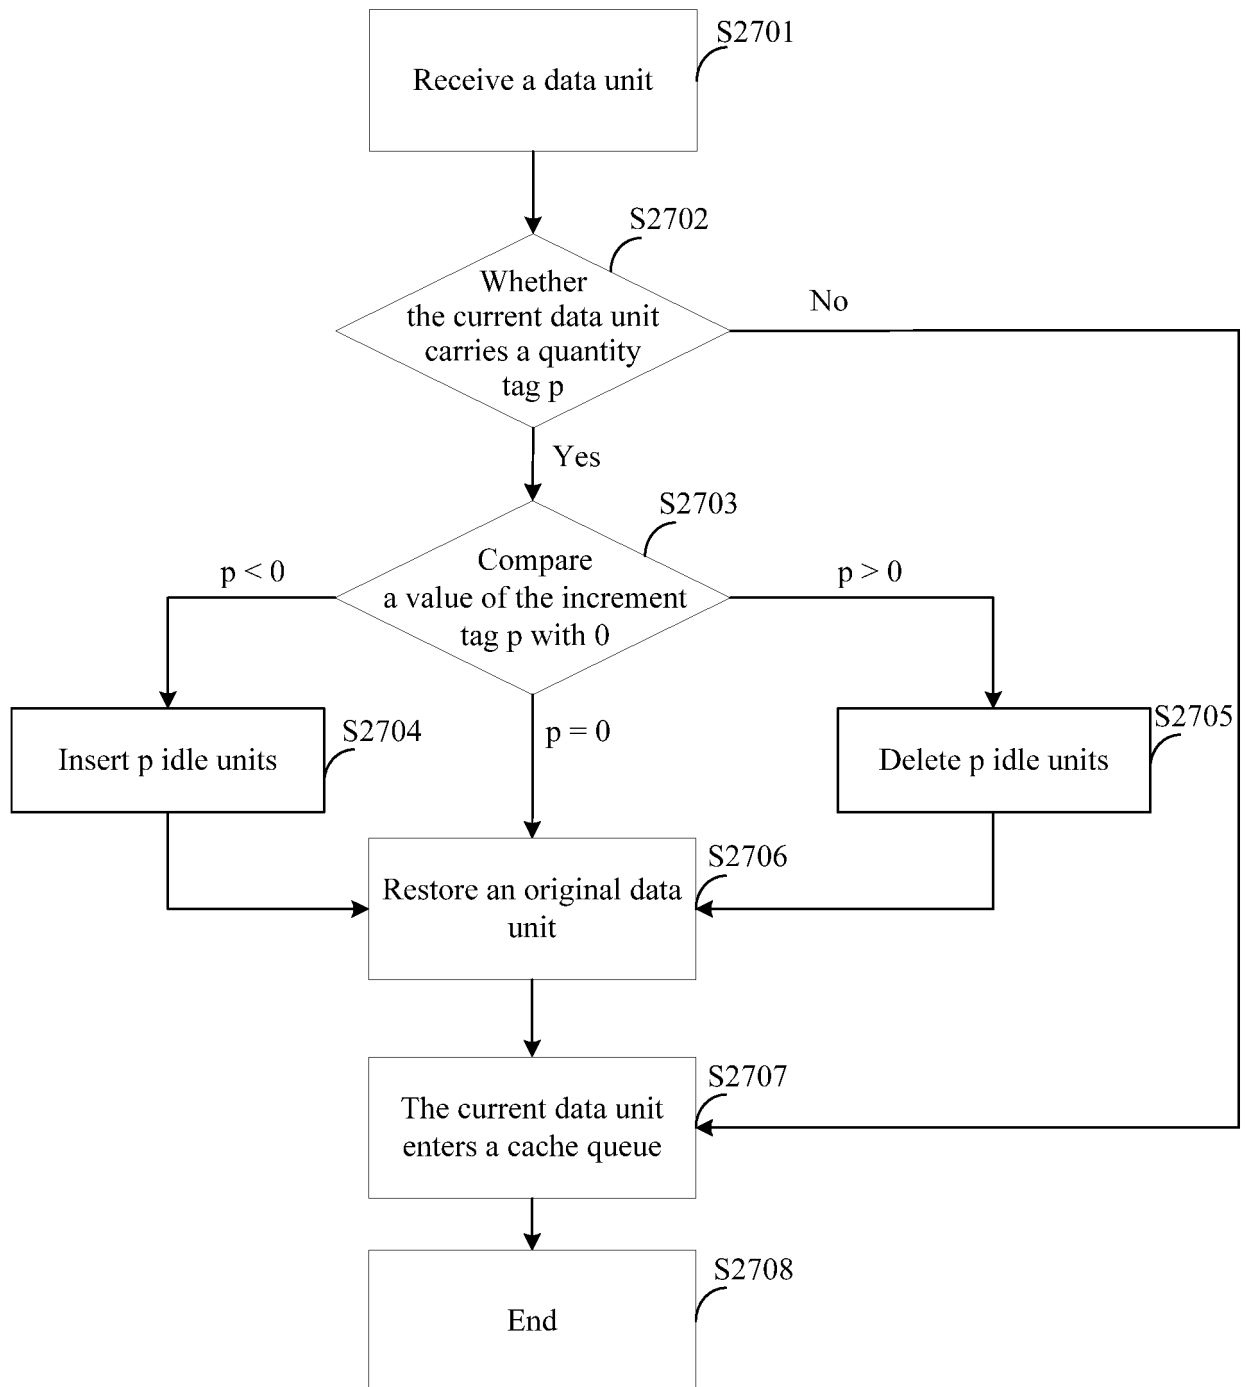 S2701
Receive a data unit
S2702
Whether
the current data unit
carries a quantity
tag p
No
Yes
S2703
Compare
a value of the increment
tag p with 0
p < 0
p > 0
p = 0
S2704
Insert p idle units
S2705
Delete p idle units
S2706
Restore an original data
unit
S2707
The current data unit
enters a cache queue
S2708
End